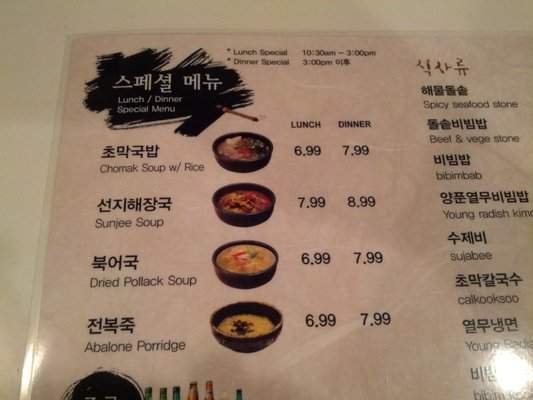 * Lunch Special 10:30am - 3:00pm
* Dinner Special 3:00pm 이후
스페셜 메뉴
Lunch / Dinner
Special Menu
LUNCH DINNER
초막국밥 6.99 7.99
Chomak Soup w/ Rice
선지해장국 7.99 8.99
Sunjee Soup
북어국 6.99 7.99
Dried Pollack Soup
전복죽 6.99 7.99
Abalone Porridge
식사류
해물돌솥
Spicy seafood stone
돌솥비빔밥
Beef & vege stone
비빔밥
bibimbab
양푼열무비빔밥
Young radish kimc
수제비
sujabee
초막칼국수
calkooksoo
열무냉면
Young Radis